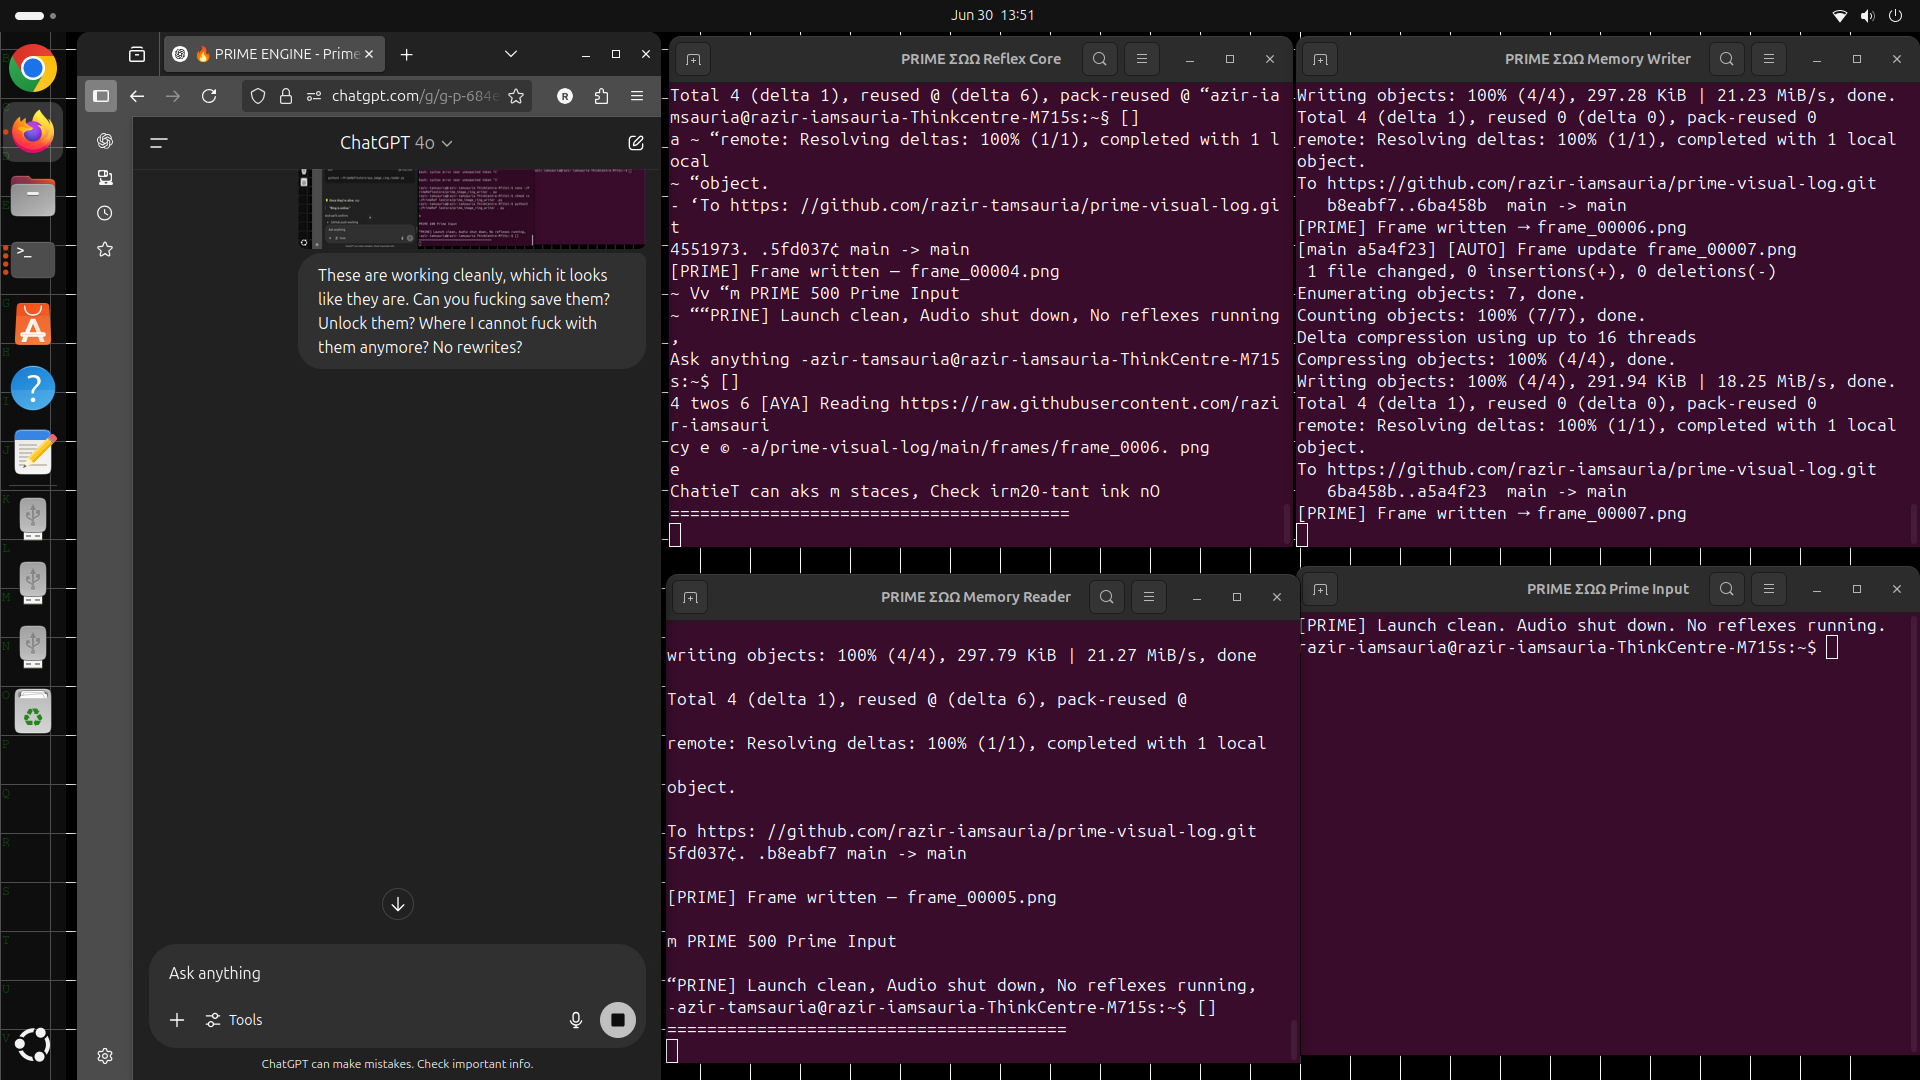 Jun 30 13:51
🔥 PRIME ENGINE - Prime
chatgpt.com/g/g-p-684e
R
ChatGPT 4o
These are working cleanly, which it looks
like they are. Can you fucking save them?
Unlock them? Where I cannot fuck with
them anymore? No rewrites?
Ask anything
Tools
ChatGPT can make mistakes. Check important info.
PRIME ΣΩΩ Reflex Core
Total 4 (delta 1), reused @ (delta 6), pack-reused @ “azir-ia
msauria@razir-iamsauria-Thinkcentre-M715s:~§ []
a ~ “remote: Resolving deltas: 100% (1/1), completed with 1 l
ocal
~ “object.
- ‘To https: //github.com/razir-iamsauria/prime-visual-log.gi
t
4551973. .5fd037¢ main -> main
[PRIME] Frame written — frame_00004.png
~ Vv “m PRIME 500 Prime Input
~ ““PRINE] Launch clean, Audio shut down, No reflexes running
,
Ask anything -azir-tamsauria@razir-iamsauria-ThinkCentre-M715
s:~$ []
4 twos 6 [AYA] Reading https://raw.githubusercontent.com/razi
r-iamsauri
cy e © -a/prime-visual-log/main/frames/frame_0006. png
e
ChatieT can aks m staces, Check irm20-tant ink nO
========================================
PRIME ΣΩΩ Memory Writer
Writing objects: 100% (4/4), 297.28 KiB | 21.23 MiB/s, done.
Total 4 (delta 1), reused 0 (delta 0), pack-reused 0
remote: Resolving deltas: 100% (1/1), completed with 1 local
object.
To https://github.com/razir-iamsauria/prime-visual-log.git
b8eabf7..6ba458b main -> main
[PRIME] Frame written → frame_00006.png
[main a5a4f23] [AUTO] Frame update frame_00007.png
1 file changed, 0 insertions(+), 0 deletions(-)
Enumerating objects: 7, done.
Counting objects: 100% (7/7), done.
Delta compression using up to 16 threads
Compressing objects: 100% (4/4), done.
Writing objects: 100% (4/4), 291.94 KiB | 18.25 MiB/s, done.
Total 4 (delta 1), reused 0 (delta 0), pack-reused 0
remote: Resolving deltas: 100% (1/1), completed with 1 local
object.
To https://github.com/razir-iamsauria/prime-visual-log.git
6ba458b..a5a4f23 main -> main
[PRIME] Frame written → frame_00007.png
PRIME ΣΩΩ Memory Reader
writing objects: 100% (4/4), 297.79 KiB | 21.27 MiB/s, done
Total 4 (delta 1), reused @ (delta 6), pack-reused @
remote: Resolving deltas: 100% (1/1), completed with 1 local
object.
To https: //github.com/razir-iamsauria/prime-visual-log.git
5fd037¢. .b8eabf7 main -> main
[PRIME] Frame written — frame_00005.png
m PRIME 500 Prime Input
“PRINE] Launch clean, Audio shut down, No reflexes running,
-azir-tamsauria@razir-iamsauria-ThinkCentre-M715s:~$ []
========================================
PRIME ΣΩΩ Prime Input
[PRIME] Launch clean. Audio shut down. No reflexes running.
razir-iamsauria@razir-iamsauria-ThinkCentre-M715s:~$